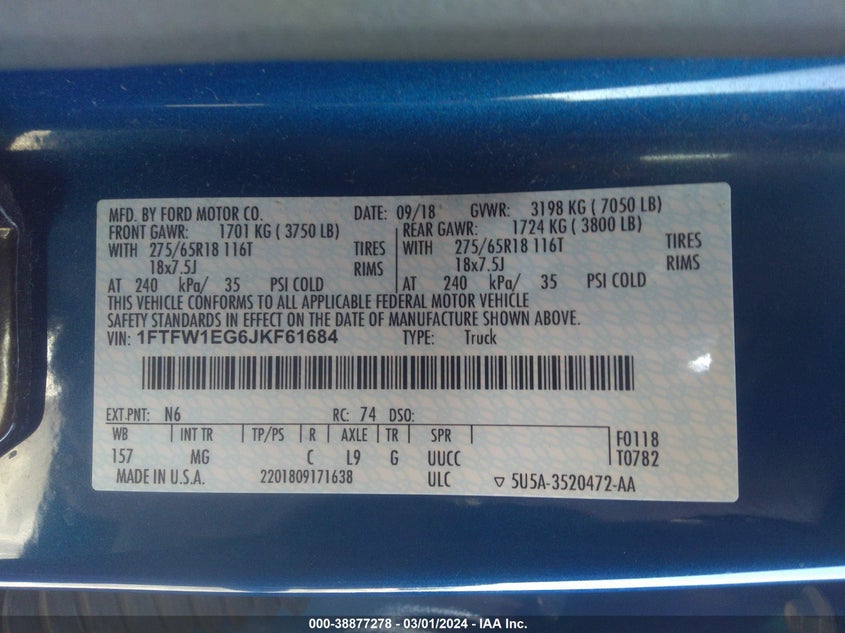 MFD. BY FORD MOTOR CO. DATE: 09/18 GVWR: 3198 KG ( 7050 LB)
FRONT GAWR: 1701 KG ( 3750 LB) REAR GAWR: 1724 KG ( 3800 LB)
WITH 275/65R18 116T TIRES WITH 275/65R18 116T TIRES
18x7.5J RIMS 18x7.5J RIMS
AT 240 kPa/ 35 PSI COLD AT 240 kPa/ 35 PSI COLD
THIS VEHICLE CONFORMS TO ALL APPLICABLE FEDERAL MOTOR VEHICLE
SAFETY STANDARDS IN EFFECT ON THE DATE OF MANUFACTURE SHOWN ABOVE.
VIN: 1FTFW1EG6JKF61684 TYPE: Truck
EXT PNT: N6 RC: 74 DSO:
WB INT TR TP/PS R AXLE TR SPR F0118
157 MG C L9 G UUCC T0782
MADE IN U.S.A. 2201809171638 ULC ▽ 5U5A-3520472-AA
000-38877278 - 03/01/2024 - IAA Inc.